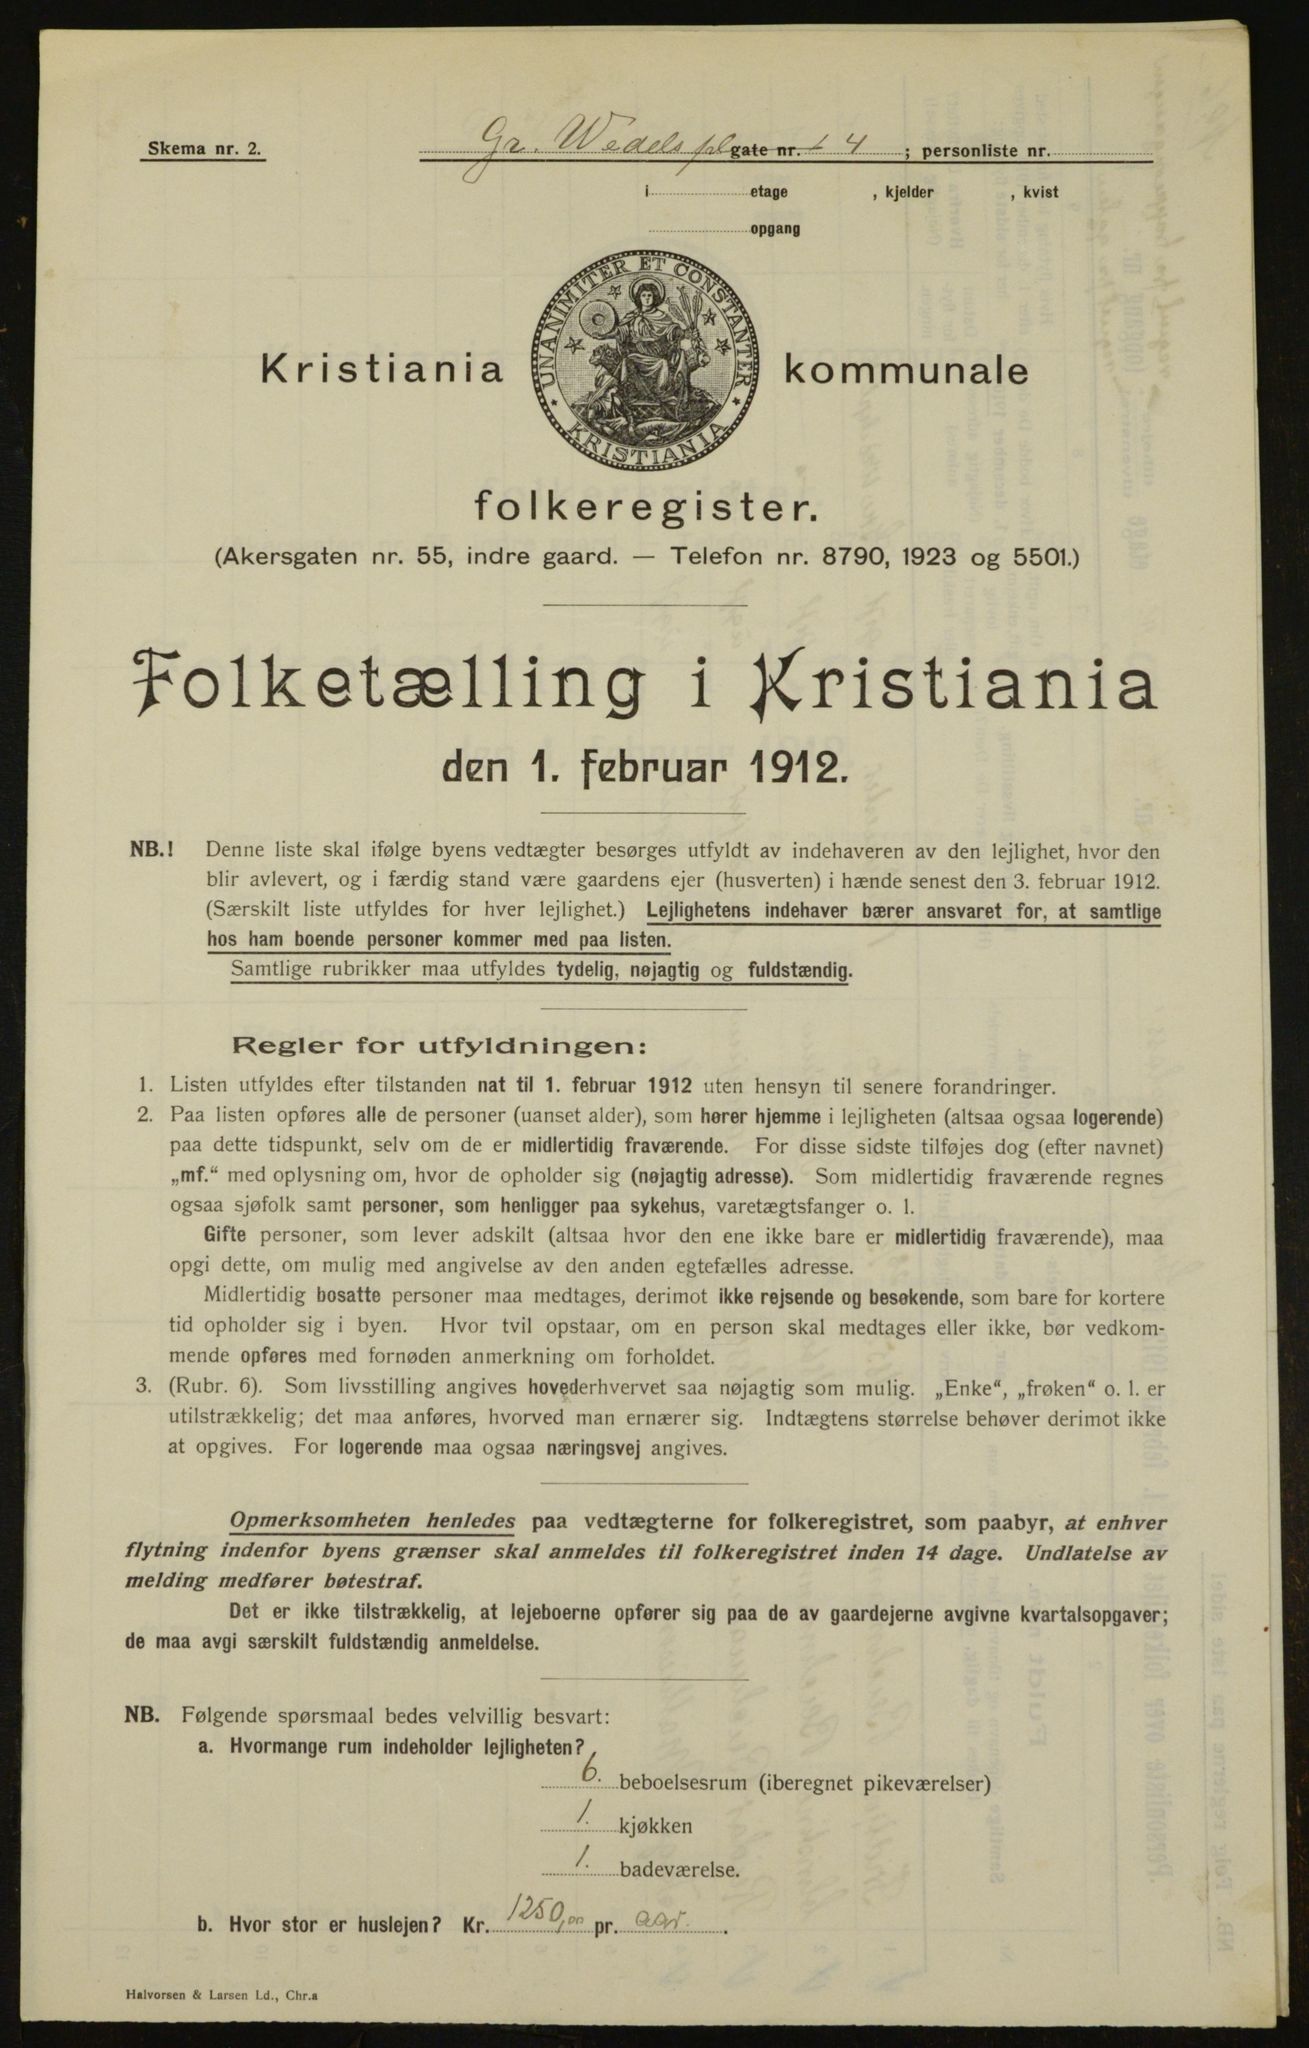 Skema nr. 2.
Gr. Wedels pl gate nr. 4 ; personliste nr.
i etage , kjelder , kvist
opgang
UNANIMITER ET CONSTANTER
KRISTIANIA
Kristiania kommunale
folkeregister.
(Akersgaten nr. 55, indre gaard. — Telefon nr. 8790, 1923 og 5501.)
Folketælling i Kristiania
den 1. februar 1912.
NB.! Denne liste skal ifølge byens vedtægter besørges utfyldt av indehaveren av den lejlighet, hvor den
blir avlevert, og i færdig stand være gaardens ejer (husverten) i hænde senest den 3. februar 1912.
(Særskilt liste utfyldes for hver lejlighet.) Lejlighetens indehaver bærer ansvaret for, at samtlige
hos ham boende personer kommer med paa listen.
Samtlige rubrikker maa utfyldes tydelig, nøjagtig og fuldstændig.
Regler for utfyldningen:
1. Listen utfyldes efter tilstanden nat til 1. februar 1912 uten hensyn til senere forandringer.
2. Paa listen opføres alle de personer (uanset alder), som hører hjemme i lejligheten (altsaa ogsaa logerende)
paa dette tidspunkt, selv om de er midlertidig fraværende. For disse sidste tilføjes dog (efter navnet)
„mf.“ med oplysning om, hvor de opholder sig (nøjagtig adresse). Som midlertidig fraværende regnes
ogsaa sjøfolk samt personer, som henligger paa sykehus, varetægtsfanger o. l.
Gifte personer, som lever adskilt (altsaa hvor den ene ikke bare er midlertidig fraværende), maa
opgi dette, om mulig med angivelse av den anden egtefælles adresse.
Midlertidig bosatte personer maa medtages, derimot ikke rejsende og besøkende, som bare for kortere
tid opholder sig i byen. Hvor tvil opstaar, om en person skal medtages eller ikke, bør vedkom-
mende opføres med fornøden anmerkning om forholdet.
3. (Rubr. 6). Som livsstilling angives hovederhvervet saa nøjagtig som mulig. „Enke“, „frøken“ o. l. er
utilstrækkelig; det maa anføres, hvorved man ernærer sig. Indtægtens størrelse behøver derimot ikke
at opgives. For logerende maa ogsaa næringsvej angives.
Opmerksomheten henledes paa vedtægterne for folkeregistret, som paabyr, at enhver
flytning indenfor byens grænser skal anmeldes til folkeregistret inden 14 dage. Undlatelse av
melding medfører bøtestraf.
Det er ikke tilstrækkelig, at lejeboerne opfører sig paa de av gaardejerne avgivne kvartalsopgaver;
de maa avgi særskilt fuldstændig anmeldelse.
NB. Følgende spørsmaal bedes velvillig besvart:
a. Hvormange rum indeholder lejligheten?
6. beboelsesrum (iberegnet pikeværelser)
1. kjøkken
1. badeværelse.
b. Hvor stor er huslejen? Kr. 1250,00 pr. aar.
Halvorsen & Larsen Ld., Chr.a